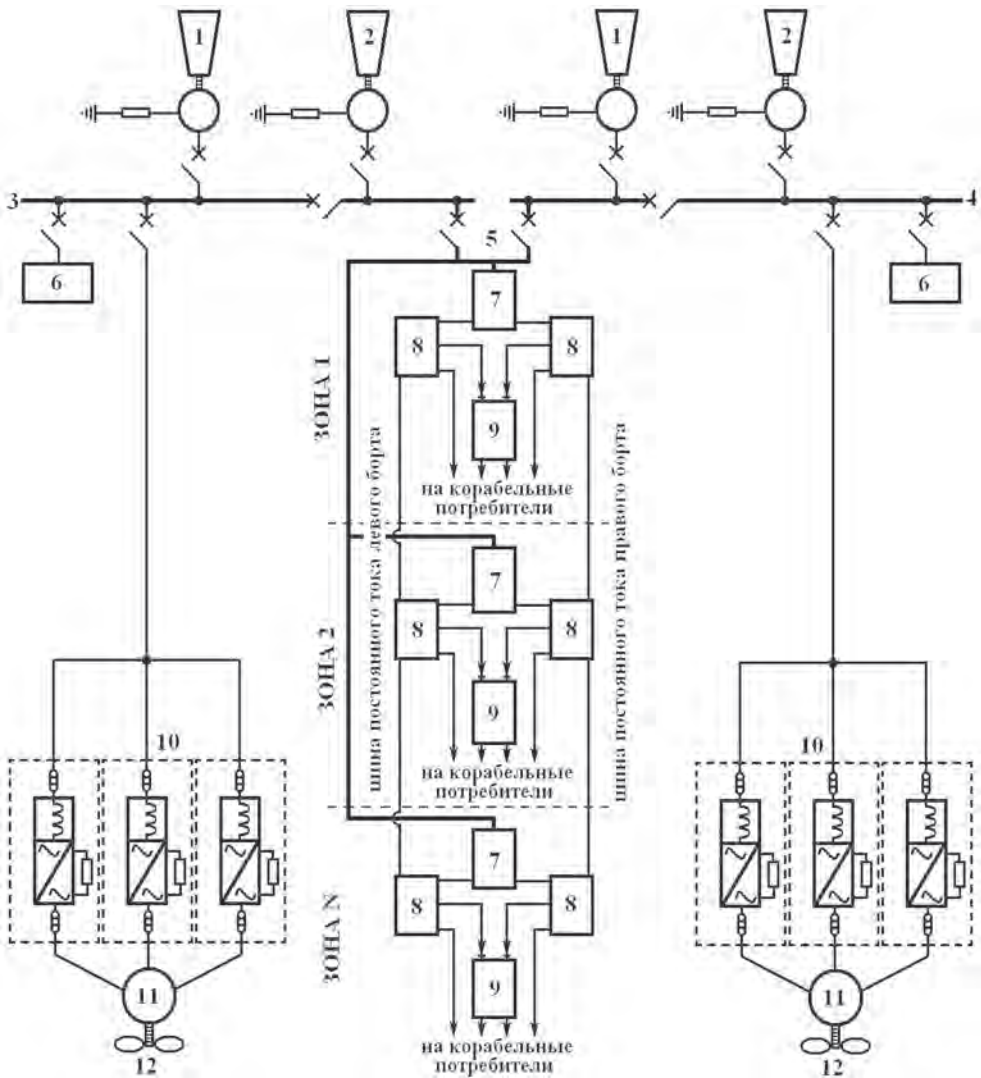 1
2
1
2
3
4
5
6
6
7
8
8
ЗОНА 1
9
на корабельные
потребители
шина постоянного тока левого борта
шина постоянного тока правого борта
7
8
8
ЗОНА 2
9
на корабельные
потребители
10
10
7
8
8
ЗОНА N
9
на корабельные
потребители
11
11
12
12